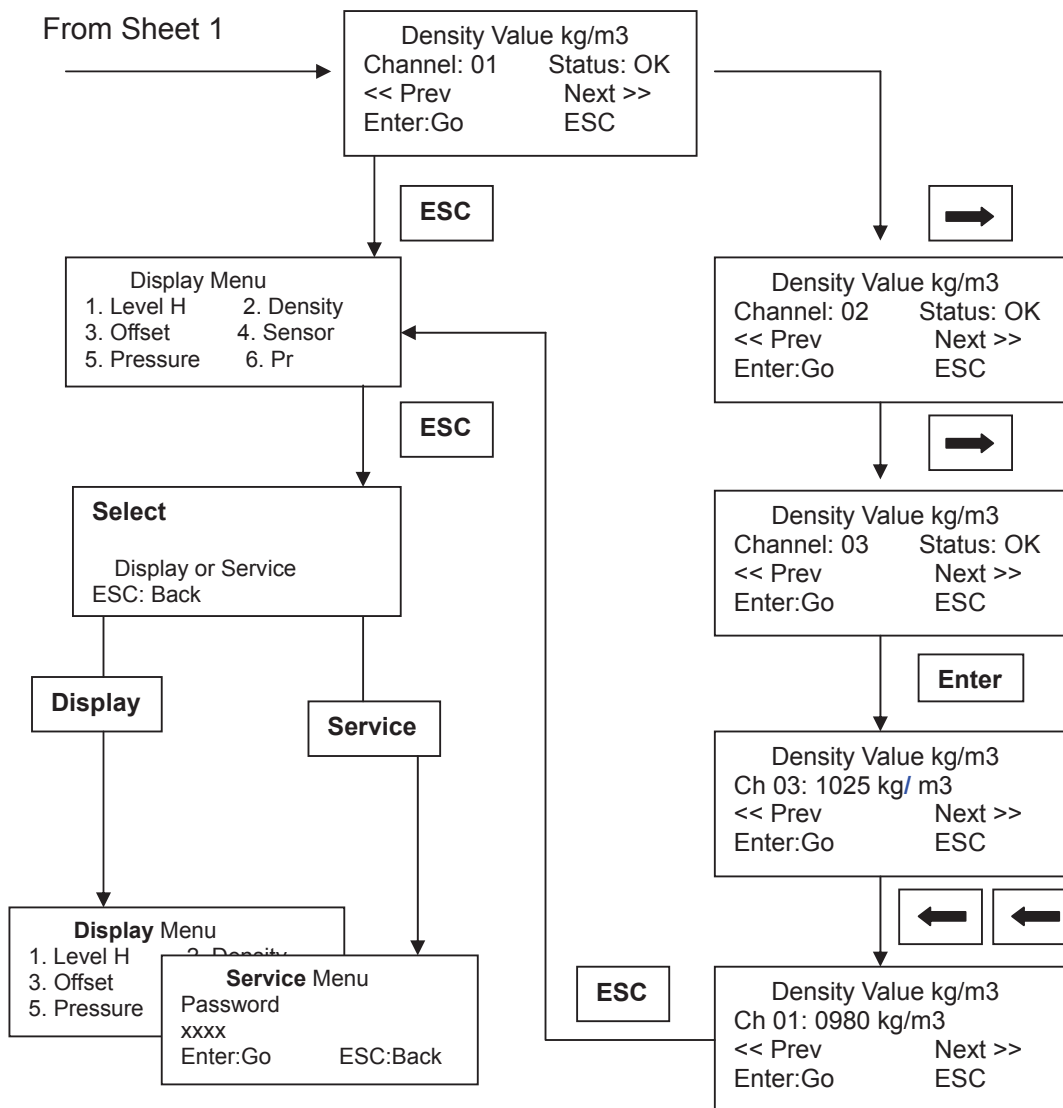 From Sheet 1
Density Value kg/m3
Channel: 01 Status: OK
<< Prev Next >>
Enter:Go ESC
ESC
Display Menu
1. Level H 2. Density
3. Offset 4. Sensor
5. Pressure 6. Pr
ESC
Select
Display or Service
ESC: Back
Display
Service
Display Menu
1. Level H 2. Density
3. Offset
5. Pressure
Service Menu
Password
xxxx
Enter:Go ESC:Back
Density Value kg/m3
Channel: 02 Status: OK
<< Prev Next >>
Enter:Go ESC
Density Value kg/m3
Channel: 03 Status: OK
<< Prev Next >>
Enter:Go ESC
Enter
Density Value kg/m3
Ch 03: 1025 kg/ m3
<< Prev Next >>
Enter:Go ESC
ESC
Density Value kg/m3
Ch 01: 0980 kg/m3
<< Prev Next >>
Enter:Go ESC